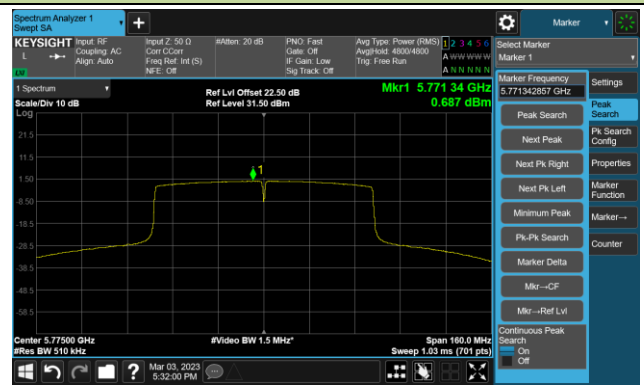 Spectrum Analyzer 1
Swept SA
+
Marker
KEYSIGHT
L
LW
Input: RF
Coupling: AC
Align: Auto
Input Z: 50 Ω
Corr CCorr
Freq Ref: Int (S)
NFE: Off
#Atten: 20 dB
PNO: Fast
Gate: Off
IF Gain: Low
Sig Track: Off
Avg Type: Power (RMS)
Avg|Hold: 4800/4800
Trig: Free Run
1 2 3 4 5 6
A W W W W W
A N N N N N
Select Marker
Marker 1
1 Spectrum
Scale/Div 10 dB
Log
Ref Lvl Offset 22.50 dB
Ref Level 31.50 dBm
Mkr1 5.771 34 GHz
0.687 dBm
21.5
11.5
1.50
-8.50
-18.5
-28.5
-38.5
-48.5
-58.5
1
Center 5.77500 GHz
#Res BW 510 kHz
#Video BW 1.5 MHz*
Span 160.0 MHz
Sweep 1.03 ms (701 pts)
Marker Frequency
5.771342857 GHz
Peak Search
Next Peak
Next Pk Right
Next Pk Left
Minimum Peak
Pk-Pk Search
Marker Delta
Mkr→CF
Mkr→Ref Lvl
Continuous Peak
Search
On
Off
Settings
Peak
Search
Pk Search
Config
Properties
Marker
Function
Marker→
Counter
?
Mar 03, 2023
5:32:00 PM